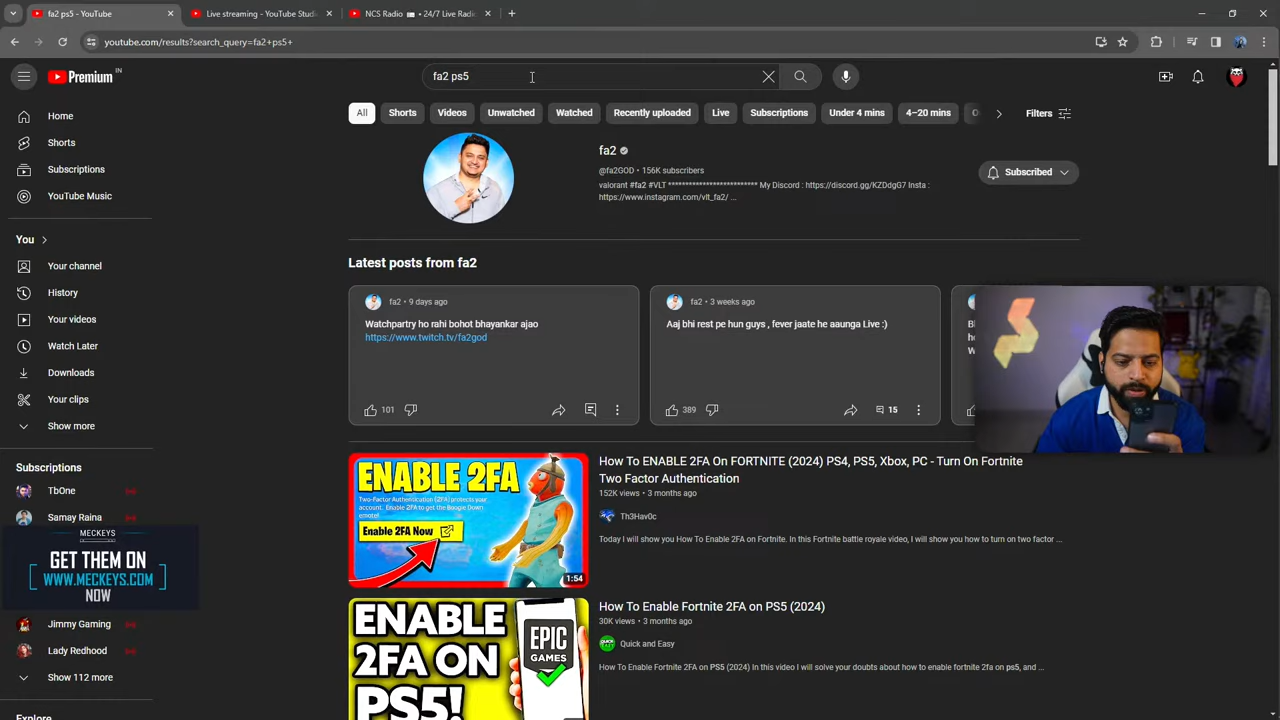 fa2 ps5 - YouTube
Live streaming - YouTube Studio
NCS Radio
• 24/7 Live
youtube.com/results?search_query=fa2+ps5+
Premium IN
fa2 ps5
All
Shorts
Videos
Unwatched
Watched
Recently uploaded
Live
Subscriptions
Under 4 mins
4–20 mins
Filters
Home
Shorts
Subscriptions
YouTube Music
You
Your channel
History
Your videos
Watch Later
Downloads
Your clips
Show more
Subscriptions
TbOne
Samay Raina
MECKEYS
GET THEM ON
WWW.MECKEYS.COM
NOW
Jimmy Gaming
Lady Redhood
Show 112 more
Explore
fa2
@fa2GOD • 156K subscribers
valorant #fa2 #VLT ************************** My Discord : https://discord.gg/KZDdgG7 Insta :
https://www.instagram.com/vlt_fa2/ ...
Subscribed
Latest posts from fa2
fa2 • 9 days ago
Watchpartry ho rahi bohot bhayankar ajao
https://www.twitch.tv/fa2god
101
fa2 • 3 weeks ago
Aaj bhi rest pe hun guys , fever jaate he aaunga Live :)
389
15
ENABLE 2FA
Two-Factor Authentication (2FA) protects your
account. Enable 2FA to get the Boogie Down
emote!
Enable 2FA Now
1:54
How To ENABLE 2FA On FORTNITE (2024) PS4, PS5, Xbox, PC - Turn On Fortnite
Two Factor Authentication
152K views • 3 months ago
Th3Hav0c
Today I will show you How To Enable 2FA on Fortnite. In this Fortnite battle royale video, I will show you how to turn on two factor ...
ENABLE
2FA ON
PS5!
EPIC
GAMES
How To Enable Fortnite 2FA on PS5 (2024)
30K views • 3 months ago
Quick and Easy
How To Enable Fortnite 2FA on PS5 (2024) In this video I will solve your doubts about how to enable fortnite 2fa on ps5, and ...